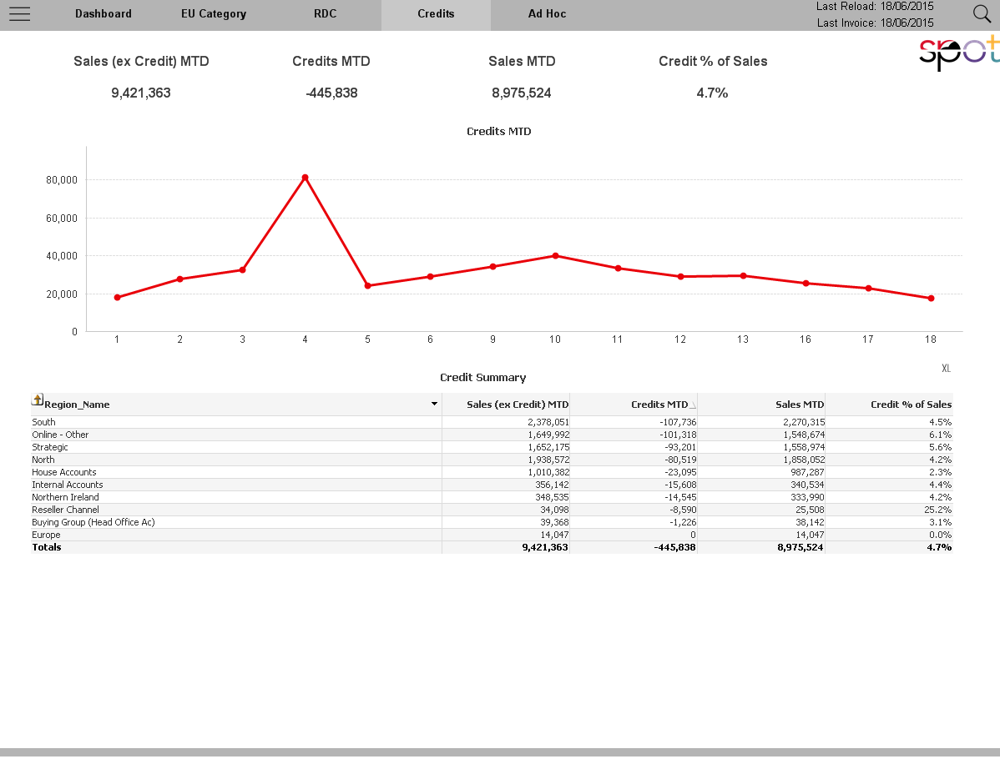 Dashboard EU Category RDC Credits Ad Hoc
Last Reload: 18/06/2015
Last Invoice: 18/06/2015
spot
Sales (ex Credit) MTD Credits MTD Sales MTD Credit % of Sales
9,421,363 -445,838 8,975,524 4.7%
Credits MTD
80,000
60,000
40,000
20,000
0
1 2 3 4 5 6 9 10 11 12 13 16 17 18
XL
Credit Summary
Region_Name Sales (ex Credit) MTD Credits MTD Sales MTD Credit % of Sales
South 2,378,051 -107,736 2,270,315 4.5%
Online - Other 1,649,992 -101,318 1,548,674 6.1%
Strategic 1,652,175 -93,201 1,558,974 5.6%
North 1,938,572 -80,519 1,858,052 4.2%
House Accounts 1,010,382 -23,095 987,287 2.3%
Internal Accounts 356,142 -15,608 340,534 4.4%
Northern Ireland 348,535 -14,545 333,990 4.2%
Reseller Channel 34,098 -8,590 25,508 25.2%
Buying Group (Head Office Ac) 39,368 -1,226 38,142 3.1%
Europe 14,047 0 14,047 0.0%
Totals 9,421,363 -445,838 8,975,524 4.7%